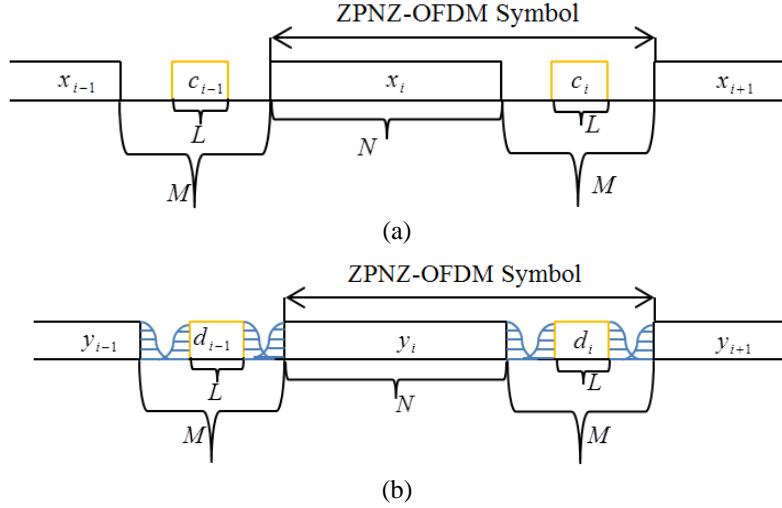 ZPNZ-OFDM Symbol
x_{i-1} c_{i-1} x_i c_i x_{i+1}
L N L
M M
(a)
ZPNZ-OFDM Symbol
y_{i-1} d_{i-1} y_i d_i y_{i+1}
L N L
M M
(b)